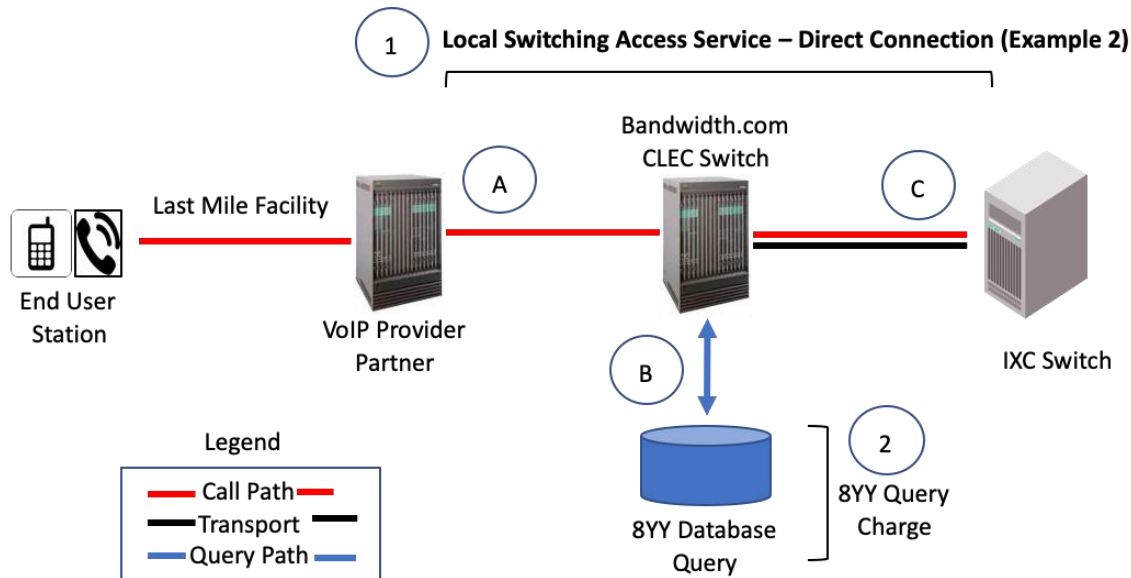 1
Local Switching Access Service – Direct Connection (Example 2)
Bandwidth.com
CLEC Switch
A
C
Last Mile Facility
End User
Station
VoIP Provider
Partner
IXC Switch
B
2
8YY Query
Charge
8YY Database
Query
Legend
Call Path
Transport
Query Path